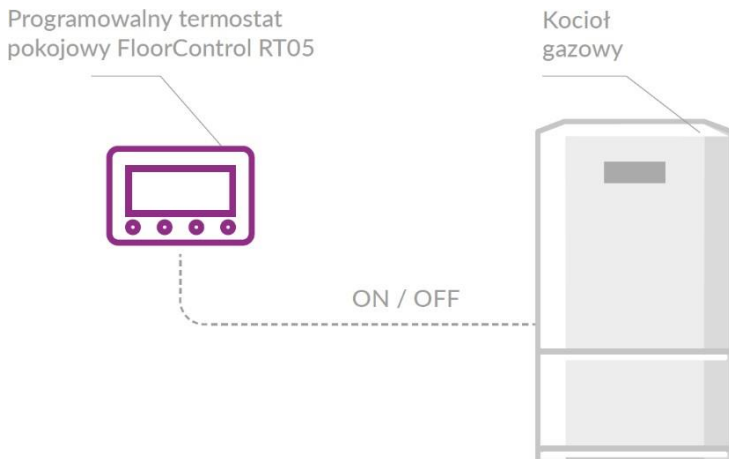 Programowalny termostat
pokojowy FloorControl RT05
Kocioł
gazowy
ON / OFF